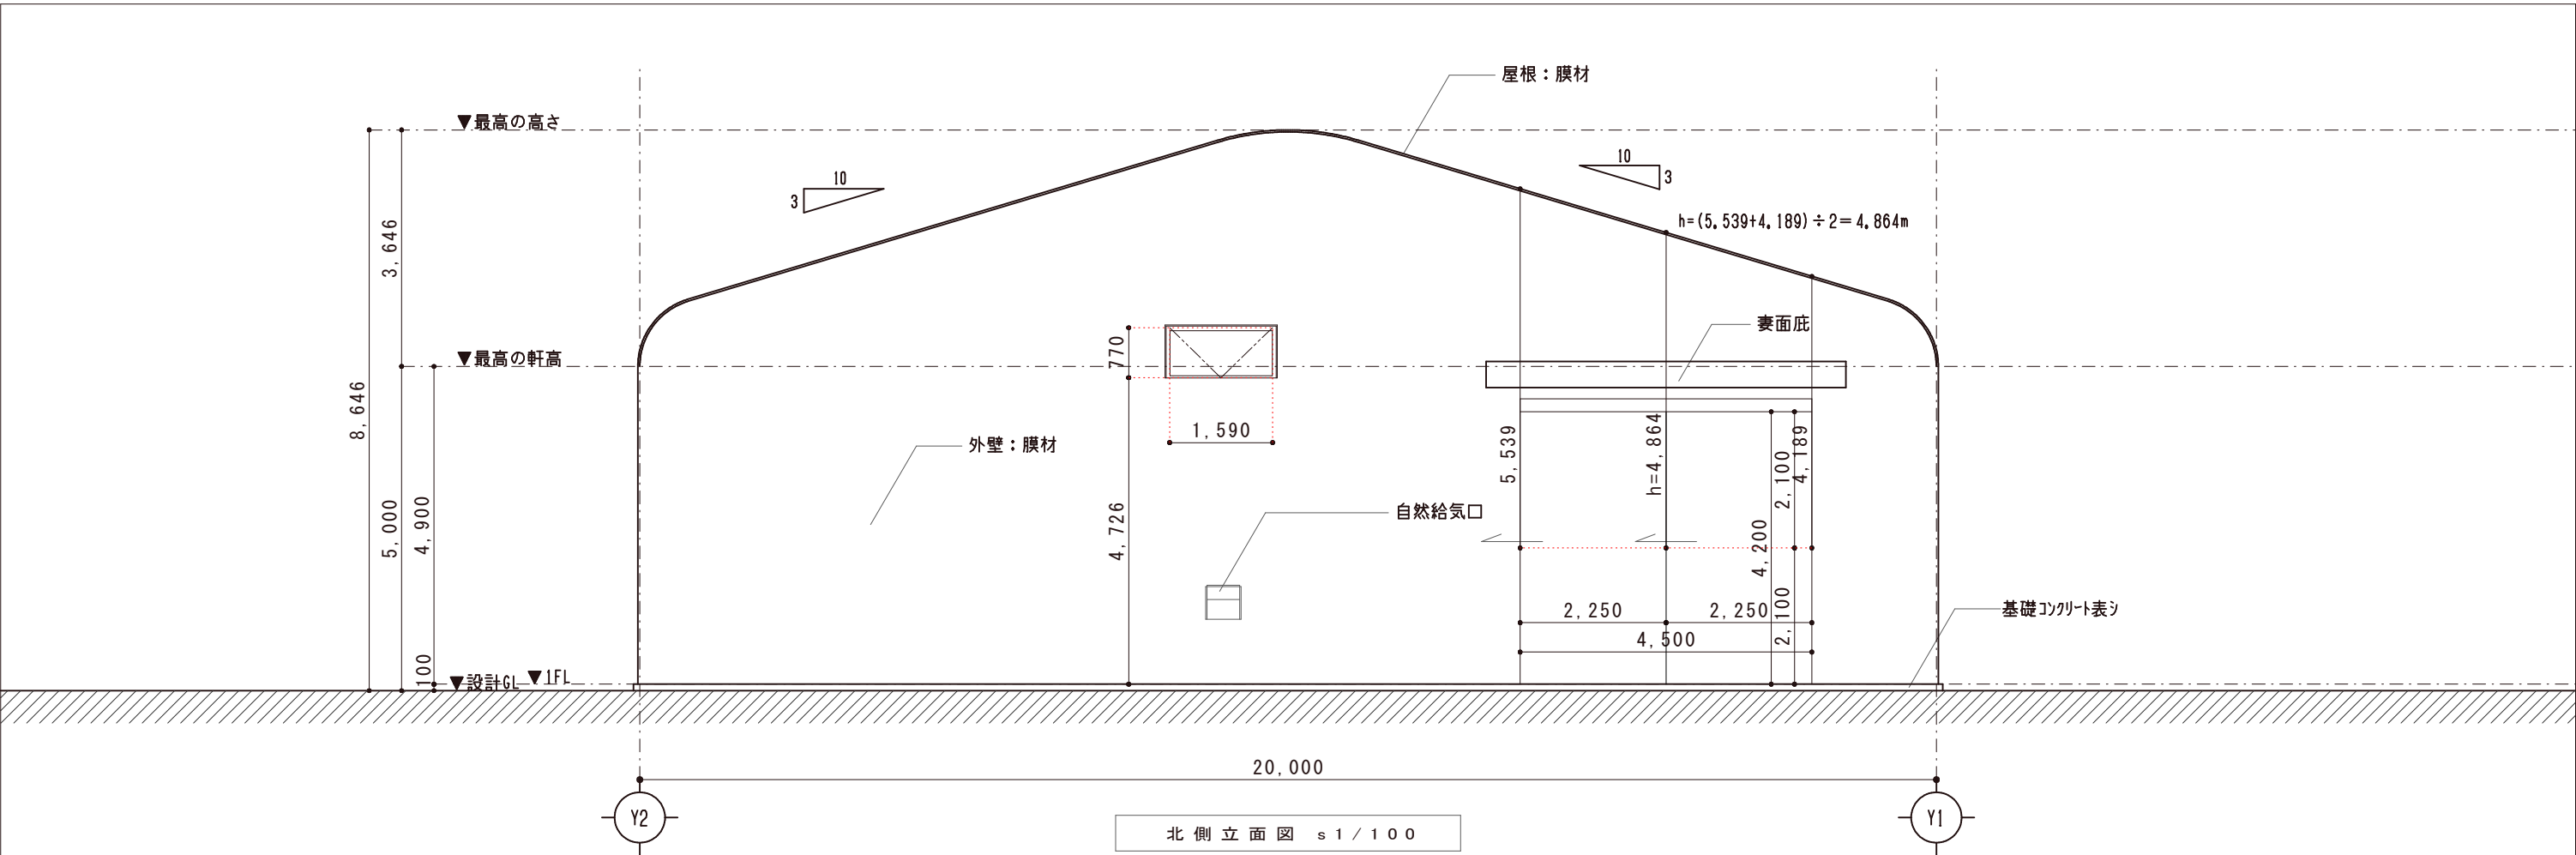 屋根：膜材
▼最高の高さ
10
3
10
3
h=(5.539+4.189)÷2=4.864m
3,646
8,646
▼最高の軒高
770
妻面庇
1,590
外壁：膜材
5,539
h=4,864
4,189
2,100
自然給気口
5,000
4,900
4,726
4,200
2,100
2,250
2,250
4,500
基礎ｺﾝｸﾘｰﾄ表ｼ
100
▼設計GL
▼1FL
20,000
Y2
Y1
北側立面図 s1/100